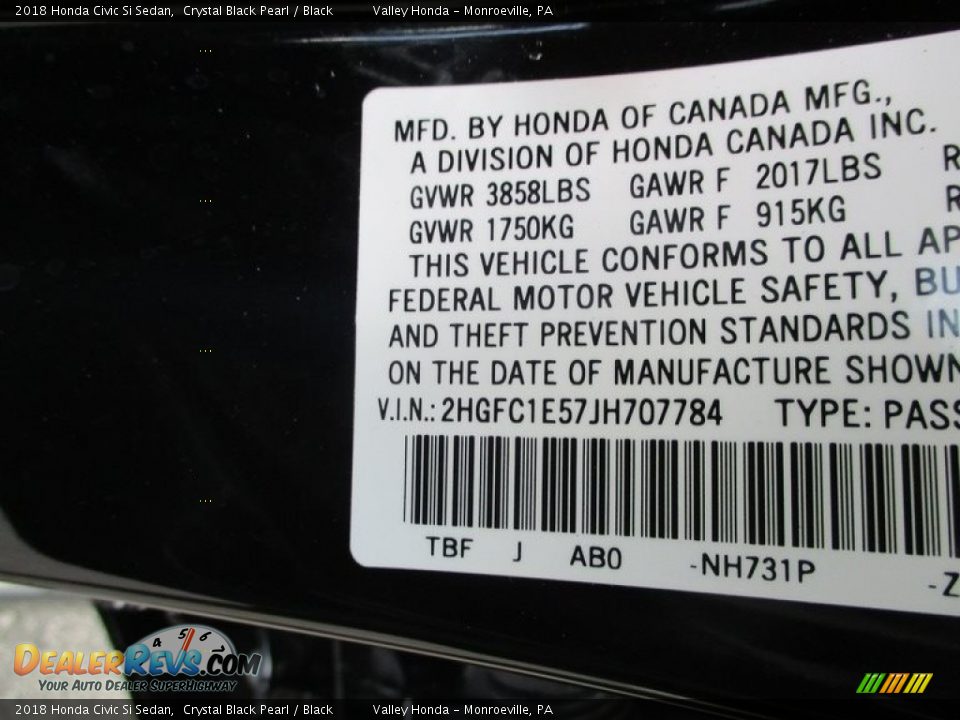 2018 Honda Civic Si Sedan, Crystal Black Pearl / Black Valley Honda - Monroeville, PA
MFD. BY HONDA OF CANADA MFG.,
A DIVISION OF HONDA CANADA INC.
GVWR 3858LBS GAWR F 2017LBS R
GVWR 1750KG GAWR F 915KG R
THIS VEHICLE CONFORMS TO ALL AP
FEDERAL MOTOR VEHICLE SAFETY, BU
AND THEFT PREVENTION STANDARDS IN
ON THE DATE OF MANUFACTURE SHOWN
V.I.N.: 2HGFC1E57JH707784 TYPE: PASS
TBF J AB0 -NH731P -Z
4 5 6
DEALERREVS.COM
YOUR AUTO DEALER SUPERHIGHWAY
2018 Honda Civic Si Sedan, Crystal Black Pearl / Black Valley Honda - Monroeville, PA